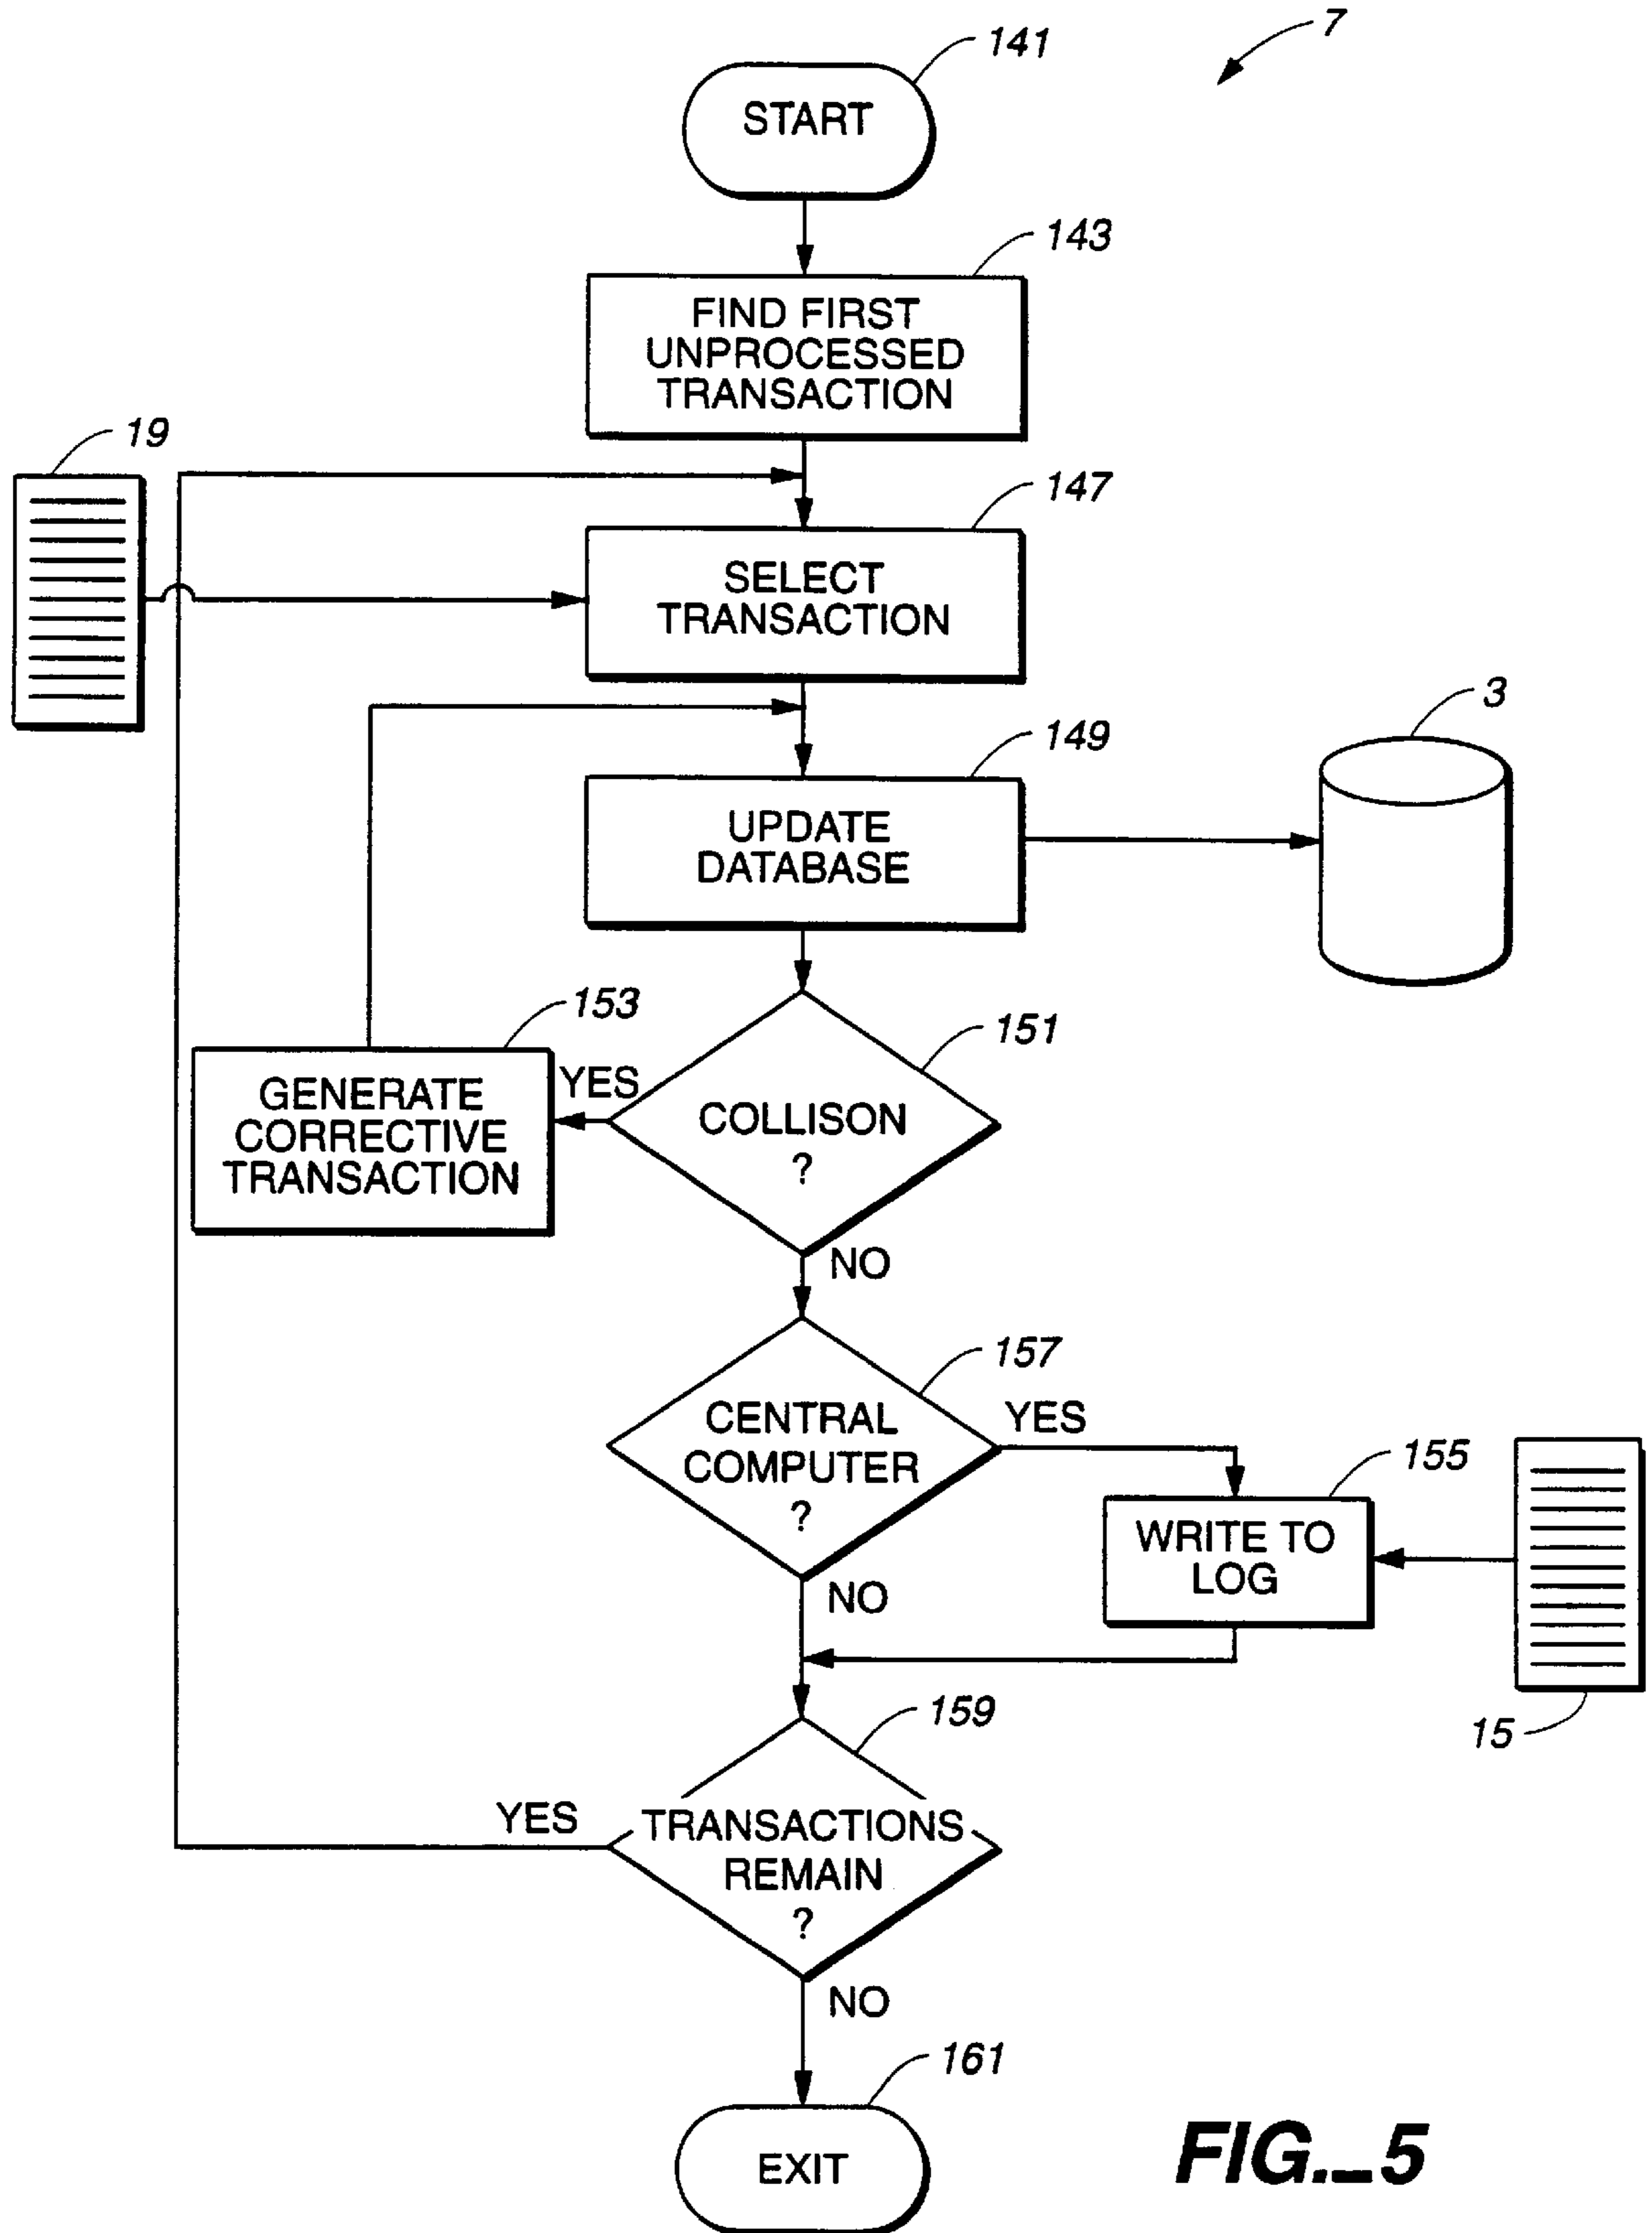 7
141
START
143
FIND FIRST
UNPROCESSED
TRANSACTION
19
147
SELECT
TRANSACTION
3
149
UPDATE
DATABASE
153
151
GENERATE
CORRECTIVE
TRANSACTION
YES
COLLISON
?
NO
157
CENTRAL
COMPUTER
?
YES
155
WRITE TO
LOG
NO
15
159
YES
TRANSACTIONS
REMAIN
?
NO
161
EXIT
FIG._5